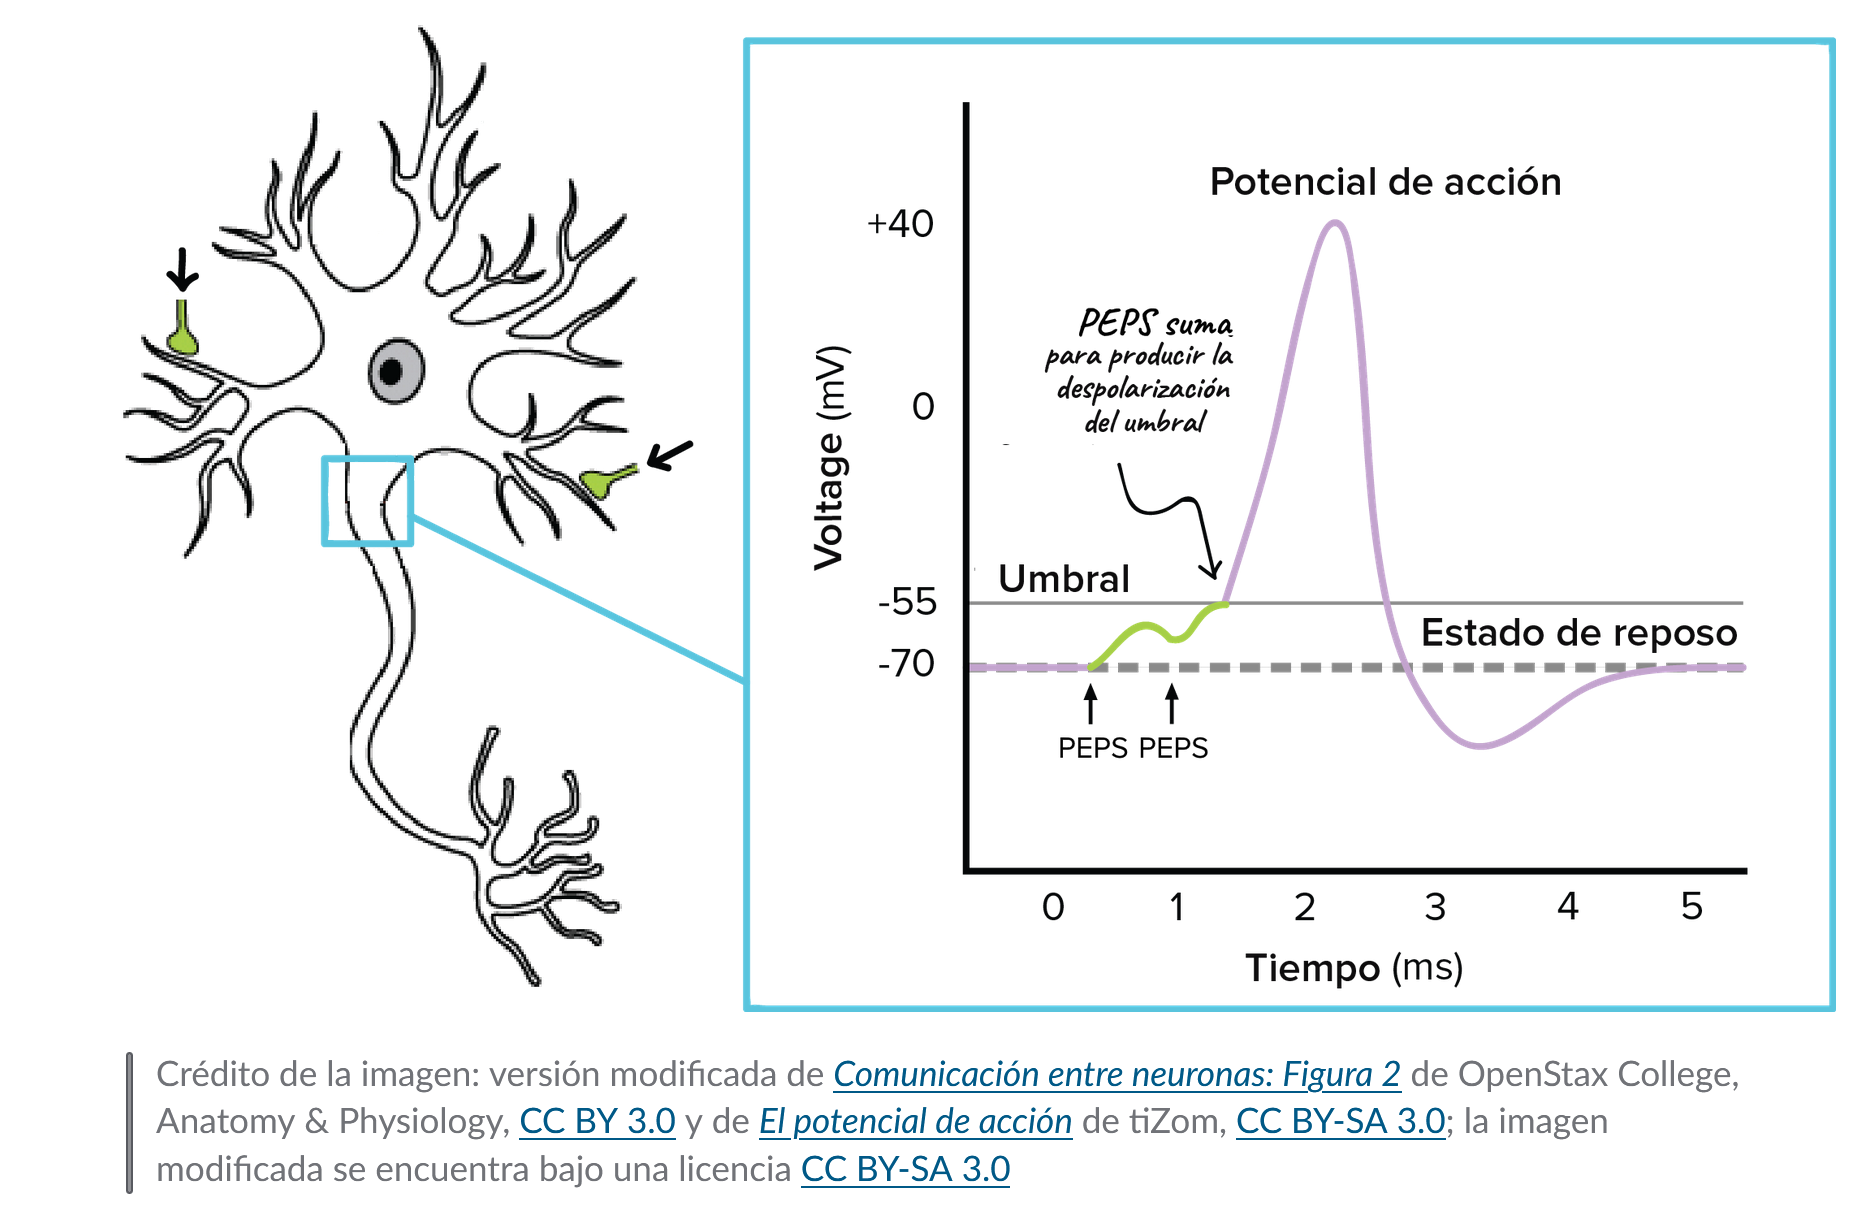 Potencial de acción
+40
PEPS suma
para producir la
despolarización
del umbral
0
Voltage (mV)
Umbral
-55
Estado de reposo
-70
PEPS PEPS
0 1 2 3 4 5
Tiempo (ms)
Crédito de la imagen: versión modificada de Comunicación entre neuronas: Figura 2 de OpenStax College,
Anatomy & Physiology, CC BY 3.0 y de El potencial de acción de tiZom, CC BY-SA 3.0; la imagen
modificada se encuentra bajo una licencia CC BY-SA 3.0